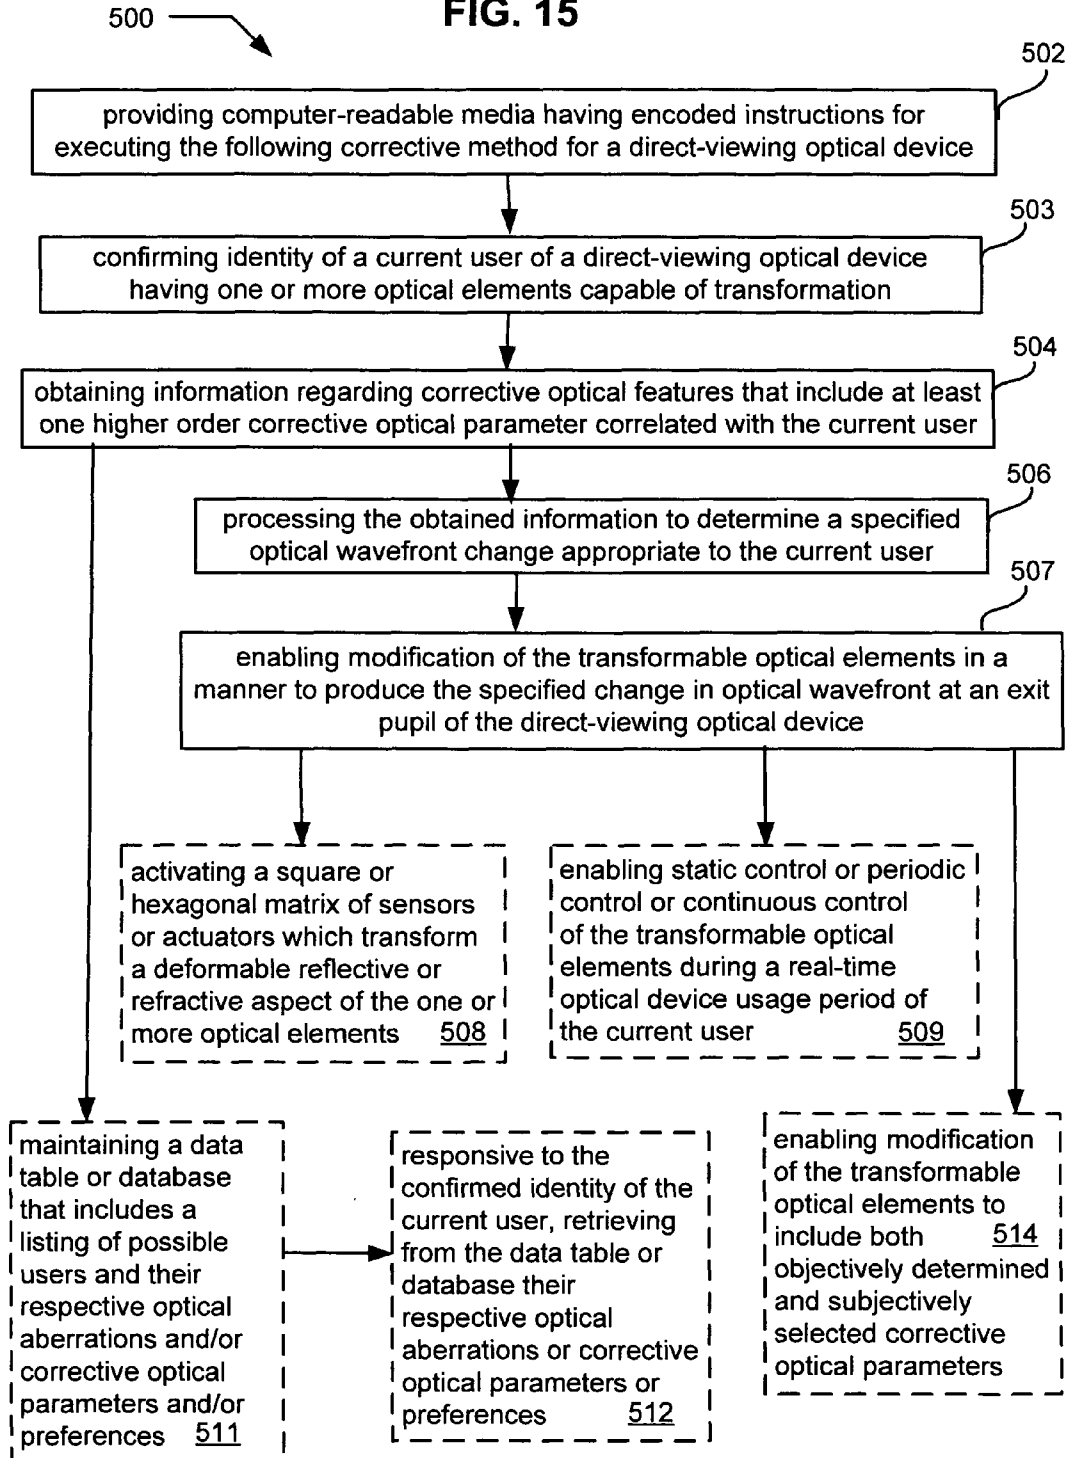 FIG. 15
500
502
providing computer-readable media having encoded instructions for
executing the following corrective method for a direct-viewing optical device
503
confirming identity of a current user of a direct-viewing optical device
having one or more optical elements capable of transformation
504
obtaining information regarding corrective optical features that include at least
one higher order corrective optical parameter correlated with the current user
506
processing the obtained information to determine a specified
optical wavefront change appropriate to the current user
507
enabling modification of the transformable optical elements in a
manner to produce the specified change in optical wavefront at an exit
pupil of the direct-viewing optical device
activating a square or
hexagonal matrix of sensors
or actuators which transform
a deformable reflective or
refractive aspect of the one or
more optical elements 508
enabling static control or periodic
control or continuous control
of the transformable optical
elements during a real-time
optical device usage period of
the current user 509
maintaining a data
table or database
that includes a
listing of possible
users and their
respective optical
aberrations and/or
corrective optical
parameters and/or
preferences 511
responsive to the
confirmed identity of the
current user, retrieving
from the data table or
database their
respective optical
aberrations or corrective
optical parameters or
preferences 512
enabling modification
of the transformable
optical elements to
include both 514
objectively determined
and subjectively
selected corrective
optical parameters